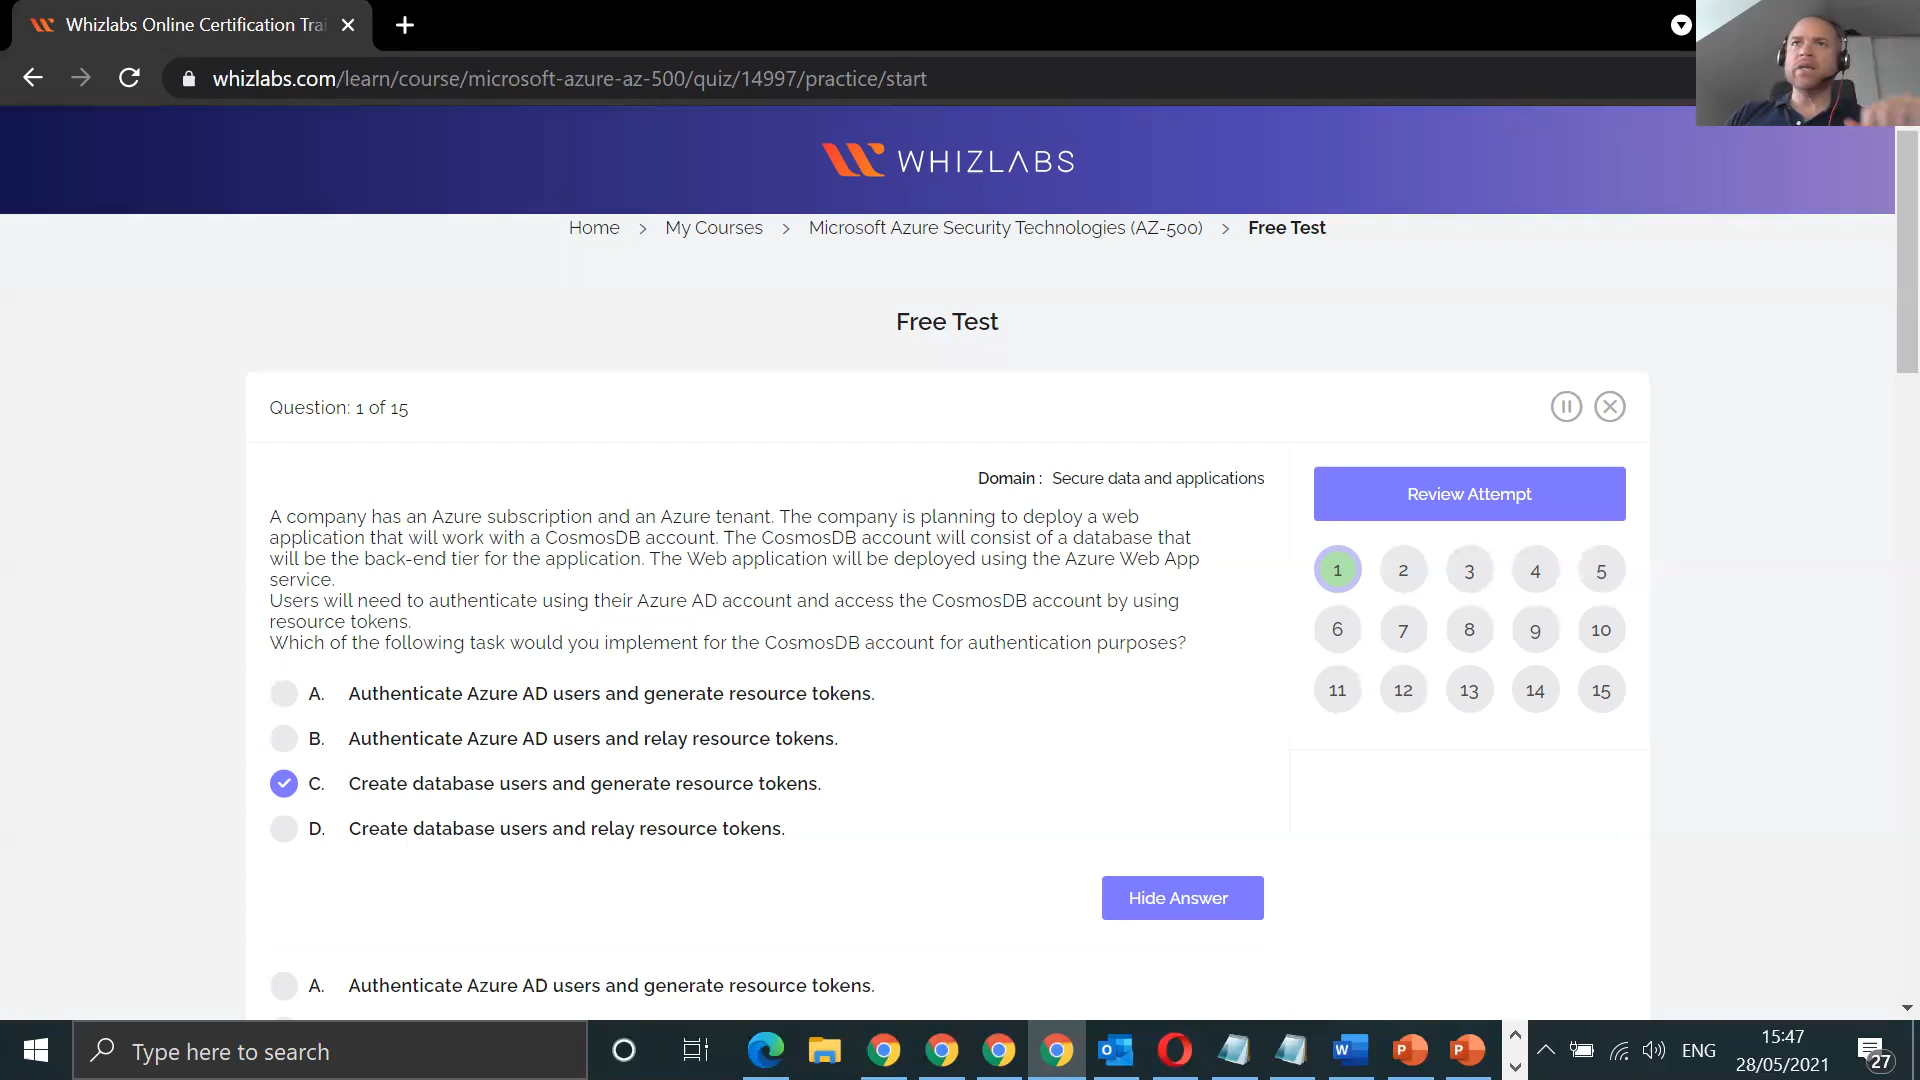 Whizlabs Online Certification Trai
whizlabs.com/learn/course/microsoft-azure-az-500/quiz/14997/practice/start
WHIZLABS
Home > My Courses > Microsoft Azure Security Technologies (AZ-500) > Free Test
Free Test
Question: 1 of 15
Domain : Secure data and applications
A company has an Azure subscription and an Azure tenant. The company is planning to deploy a web
application that will work with a CosmosDB account. The CosmosDB account will consist of a database that
will be the back-end tier for the application. The Web application will be deployed using the Azure Web App
service.
Users will need to authenticate using their Azure AD account and access the CosmosDB account by using
resource tokens.
Which of the following task would you implement for the CosmosDB account for authentication purposes?
A. Authenticate Azure AD users and generate resource tokens.
B. Authenticate Azure AD users and relay resource tokens.
C. Create database users and generate resource tokens.
D. Create database users and relay resource tokens.
Hide Answer
A. Authenticate Azure AD users and generate resource tokens.
Review Attempt
1 2 3 4 5
6 7 8 9 10
11 12 13 14 15
Type here to search
ENG
15:47
28/05/2021
27